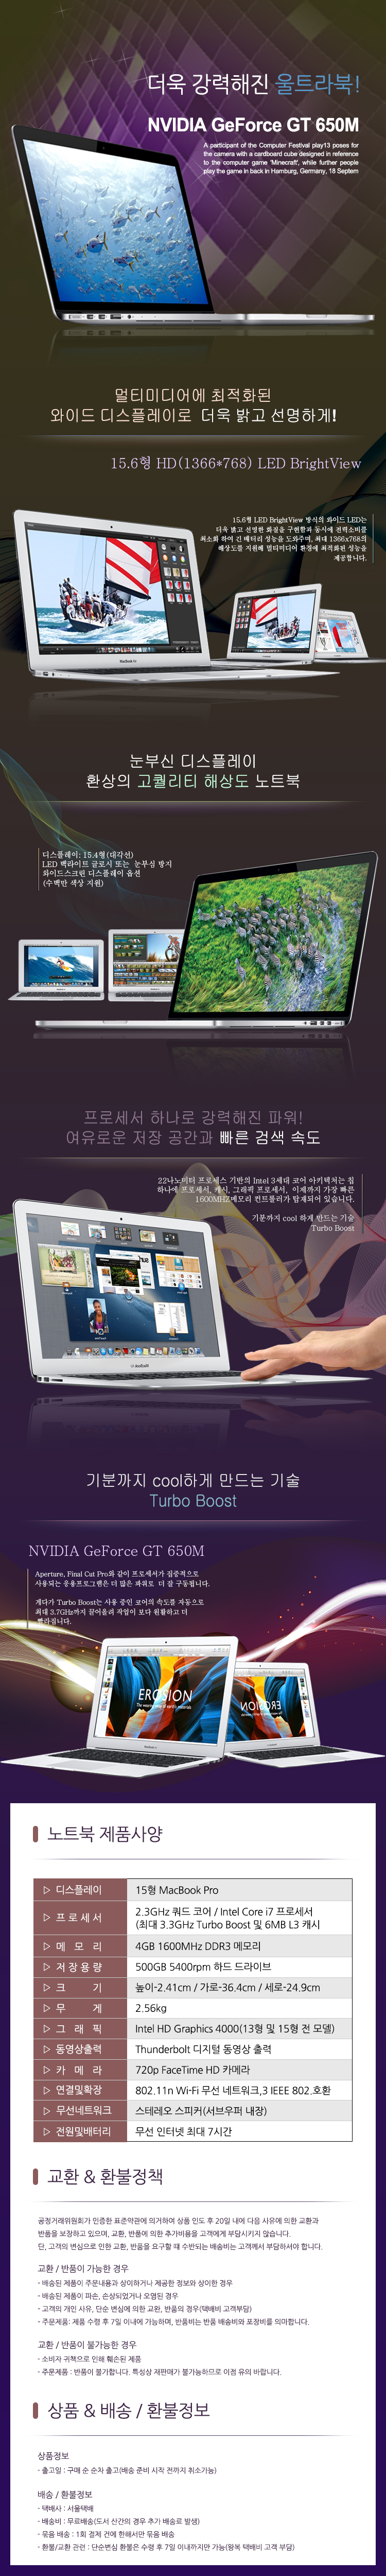 더욱 강력해진 울트라북!
NVIDIA GeForce GT 650M
A participant of the Computer Festival play13 poses for
the camera with a cardboard cube designed in reference
to the computer game 'Minecraft', while further people
play the game in back in Hamburg, Germany, 18 Septem
멀티미디어에 최적화된
와이드 디스플레이로 더욱 밝고 선명하게!
15.6형 HD(1366*768) LED BrightView
15.6형 LED BrightView 방식의 와이드 LED는
더욱 밝고 선명한 화질을 구현함과 동시에 전력소비를
최소화 하여 긴 배터리 성능을 도와주며, 최대 1366x768의
해상도를 지원해 멀티미디어 환경에 최적화된 성능을
제공합니다.
MacBook Air
눈부신 디스플레이
환상의 고퀄리티 해상도 노트북
디스플레이: 15.4형(대각선)
LED 백라이트 글로시 또는 눈부심 방지
와이드스크린 디스플레이 옵션
(수백만 색상 지원)
프로세서 하나로 강력해진 파워!
여유로운 저장 공간과 빠른 검색 속도
22나노미터 프로세스 기반의 Intel 3세대 코어 아키텍처는 칩
하나에 프로세서, 캐시, 그래픽 프로세서, 이제까지 가장 빠른
1600MHZ메모리 컨트롤러가 탑재되어 있습니다.
기분까지 cool 하게 만드는 기술
Turbo Boost
MacBook Air
기분까지 cool하게 만드는 기술
Turbo Boost
NVIDIA GeForce GT 650M
Aperture, Final Cut Pro와 같이 프로세서가 집중적으로
사용되는 응용프로그램은 더 많은 파워로 더 잘 구동됩니다.
게다가 Turbo Boost는 사용 중인 코어의 속도를 자동으로
최대 3.7GHz까지 끌어올려 작업이 보다 원활하고 더
빨라집니다.
EROSION
EROSION
노트북 제품사양
▷ 디스플레이 15형 MacBook Pro
▷ 프로세서 2.3GHz 쿼드 코어 / Intel Core i7 프로세서
(최대 3.3GHz Turbo Boost 및 6MB L3 캐시
▷ 메모리 4GB 1600MHz DDR3 메모리
▷ 저장용량 500GB 5400rpm 하드 드라이브
▷ 크기 높이-2.41cm / 가로-36.4cm / 세로-24.9cm
▷ 무게 2.56kg
▷ 그래픽 Intel HD Graphics 4000(13형 및 15형 전 모델)
▷ 동영상출력 Thunderbolt 디지털 동영상 출력
▷ 카메라 720p FaceTime HD 카메라
▷ 연결및확장 802.11n Wi-Fi 무선 네트워크,3 IEEE 802.호환
▷ 무선네트워크 스테레오 스피커(서브우퍼 내장)
▷ 전원및배터리 무선 인터넷 최대 7시간
교환 & 환불정책
공정거래위원회가 인증한 표준약관에 의거하여 상품 인도 후 20일 내에 다음 사유에 의한 교환과
반품을 보장하고 있으며, 교환, 반품에 의한 추가비용을 고객에게 부담시키지 않습니다.
단, 고객의 변심으로 인한 교환, 반품을 요구할 때 수반되는 배송비는 고객께서 부담하셔야 합니다.
교환 / 반품이 가능한 경우
- 배송된 제품이 주문내용과 상이하거나 제공한 정보와 상이한 경우
- 배송된 제품이 파손, 손상되었거나 오염된 경우
- 고객의 개인 사유, 단순 변심에 의한 교환, 반품의 경우(택배비 고객부담)
- 주문제품: 제품 수령 후 7일 이내에 가능하며, 반품비는 반품 배송비와 포장비를 의미합니다.
교환 / 반품이 불가능한 경우
- 소비자 귀책으로 인해 훼손된 제품
- 주문제품 : 반품이 불가합니다. 특성상 재판매가 불가능하므로 이점 유의 바랍니다.
상품 & 배송 / 환불정보
상품정보
- 출고일 : 구매 순 순차 출고(배송 준비 시작 전까지 취소가능)
배송 / 환불정보
- 택배사 : 서울택배
- 배송비 : 무료배송(도서 산간의 경우 추가 배송료 발생)
- 묶음 배송 : 1회 결제 건에 한해서만 묶음 배송
- 환불/교환 관련 : 단순변심 환불은 수령 후 7일 이내까지만 가능(왕복 택배비 고객 부담)